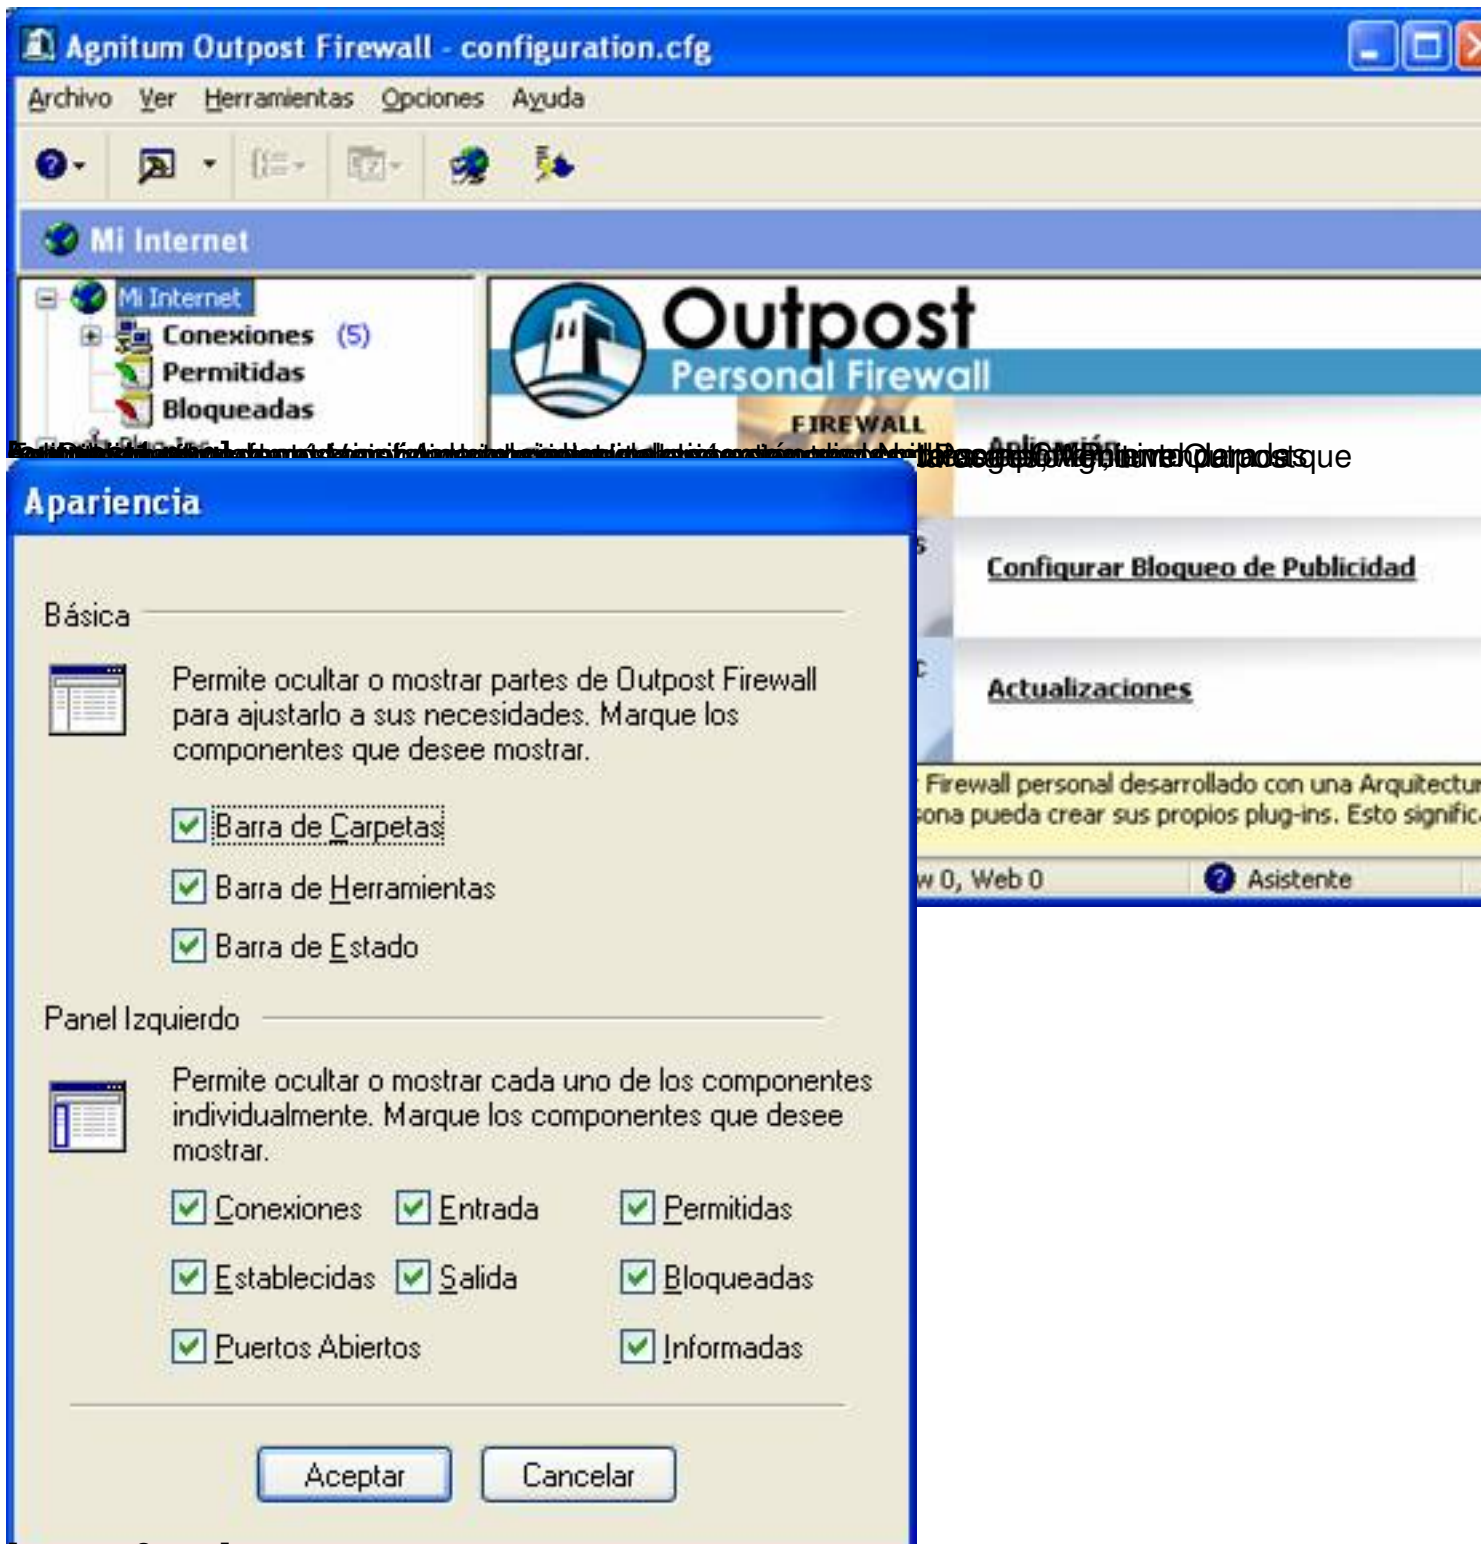 Agnitum Outpost Firewall - configuration.cfg
Archivo Ver Herramientas Opciones Ayuda
Mi Internet
Mi Internet
Conexiones (5)
Permitidas
Bloqueadas
Outpost
Personal Firewall
FIREWALL
Aplicación
que
Configurar Bloqueo de Publicidad
Actualizaciones
Firewall personal desarrollado con una
pueda crear sus propios plug-ins. Esto
0, Web 0
Asistente
Apariencia
Básica
Permite ocultar o mostrar partes de Outpost Firewall
para ajustarlo a sus necesidades. Marque los
componentes que desee mostrar.
Barra de Carpetas
Barra de Herramientas
Barra de Estado
Panel Izquierdo
Permite ocultar o mostrar cada uno de los componentes
individualmente. Marque los componentes que desee
mostrar.
Conexiones Entrada Permitidas
Establecidas Salida Bloqueadas
Puertos Abiertos Informadas
Aceptar Cancelar